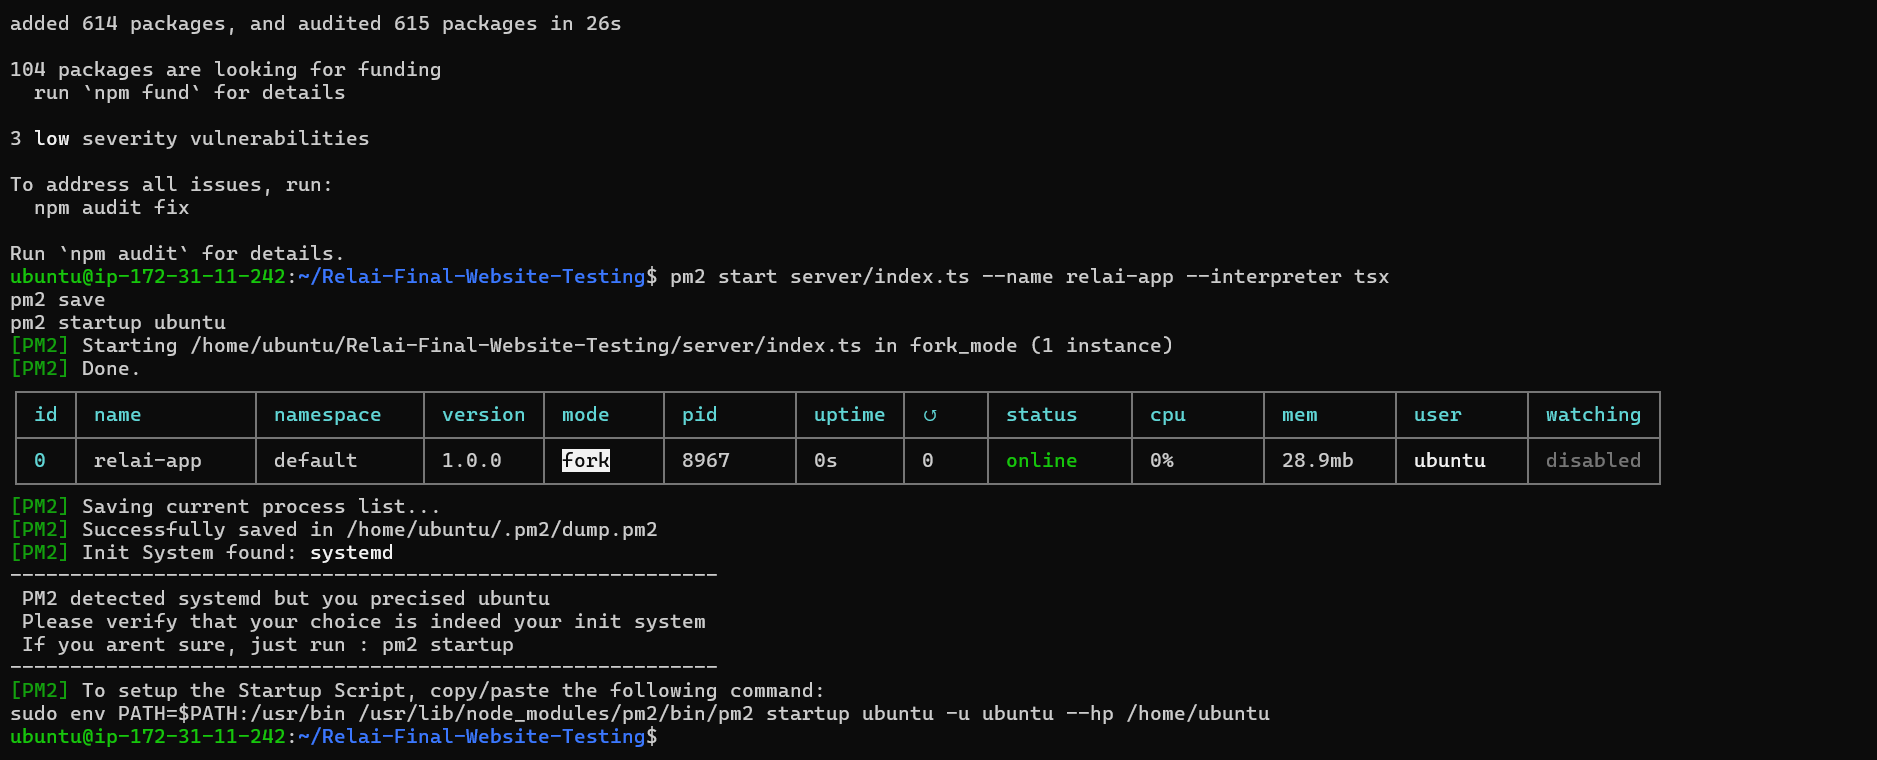 added 614 packages, and audited 615 packages in 26s
104 packages are looking for funding
  run `npm fund` for details
3 low severity vulnerabilities
To address all issues, run:
  npm audit fix
Run `npm audit` for details.
ubuntu@ip-172-31-11-242:~/Relai-Final-Website-Testing$ pm2 start server/index.ts --name relai-app --interpreter tsx
pm2 save
pm2 startup ubuntu
[PM2] Starting /home/ubuntu/Relai-Final-Website-Testing/server/index.ts in fork_mode (1 instance)
[PM2] Done.
id name namespace version mode pid uptime ↺ status cpu mem user watching
0 relai-app default 1.0.0 fork 8967 0s 0 online 0% 28.9mb ubuntu disabled
[PM2] Saving current process list...
[PM2] Successfully saved in /home/ubuntu/.pm2/dump.pm2
[PM2] Init System found: systemd
-----------------------------------------------------------
 PM2 detected systemd but you precised ubuntu
 Please verify that your choice is indeed your init system
 If you arent sure, just run : pm2 startup
-----------------------------------------------------------
[PM2] To setup the Startup Script, copy/paste the following command:
sudo env PATH=$PATH:/usr/bin /usr/lib/node_modules/pm2/bin/pm2 startup ubuntu -u ubuntu --hp /home/ubuntu
ubuntu@ip-172-31-11-242:~/Relai-Final-Website-Testing$